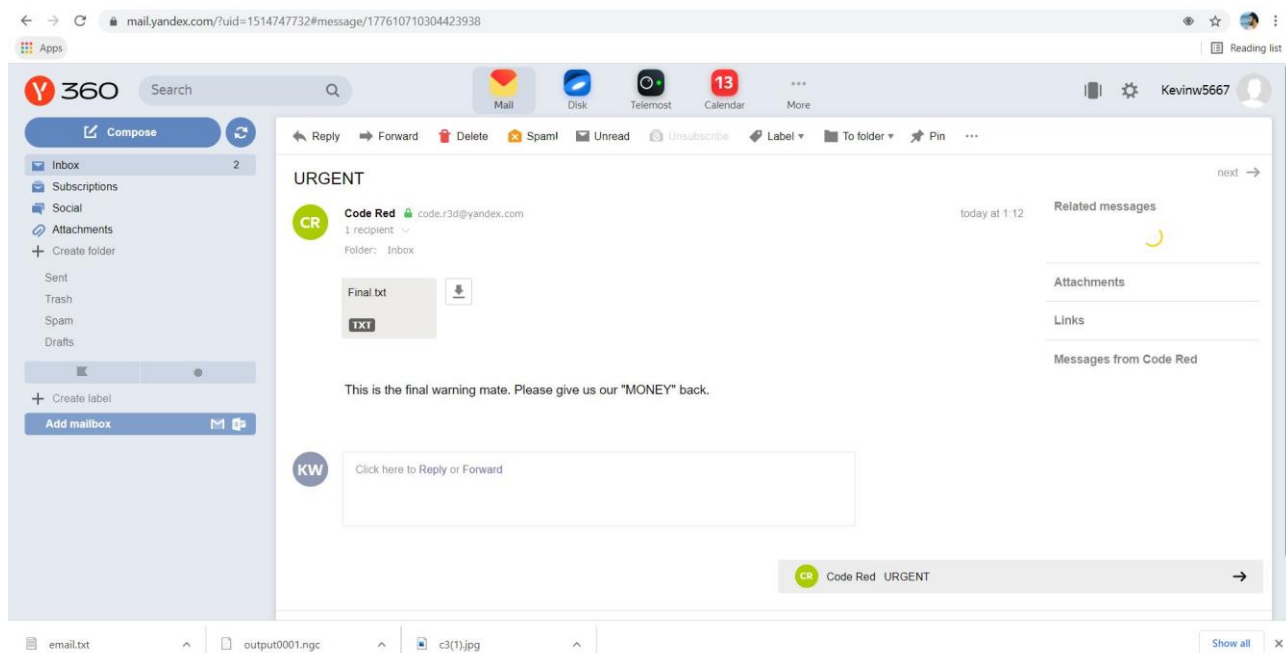 mail.yandex.com/?uid=1514747732#message/177610710304423938
Apps
Reading list
Y 360
Search
Mail
Disk
Telemost
13
Calendar
More
Kevinw5667
Compose
Reply
Forward
Delete
Spam!
Unread
Unsubscribe
Label
To folder
Pin
Inbox 2
Subscriptions
Social
Attachments
Create folder
Sent
Trash
Spam
Drafts
Create label
Add mailbox
URGENT
next
CR
Code Red code.r3d@yandex.com
today at 1:12
1 recipient
Folder: Inbox
Final.txt
TXT
This is the final warning mate. Please give us our "MONEY" back.
KW
Click here to Reply or Forward
Related messages
Attachments
Links
Messages from Code Red
CR Code Red URGENT
email.txt
output0001.ngc
c3(1).jpg
Show all